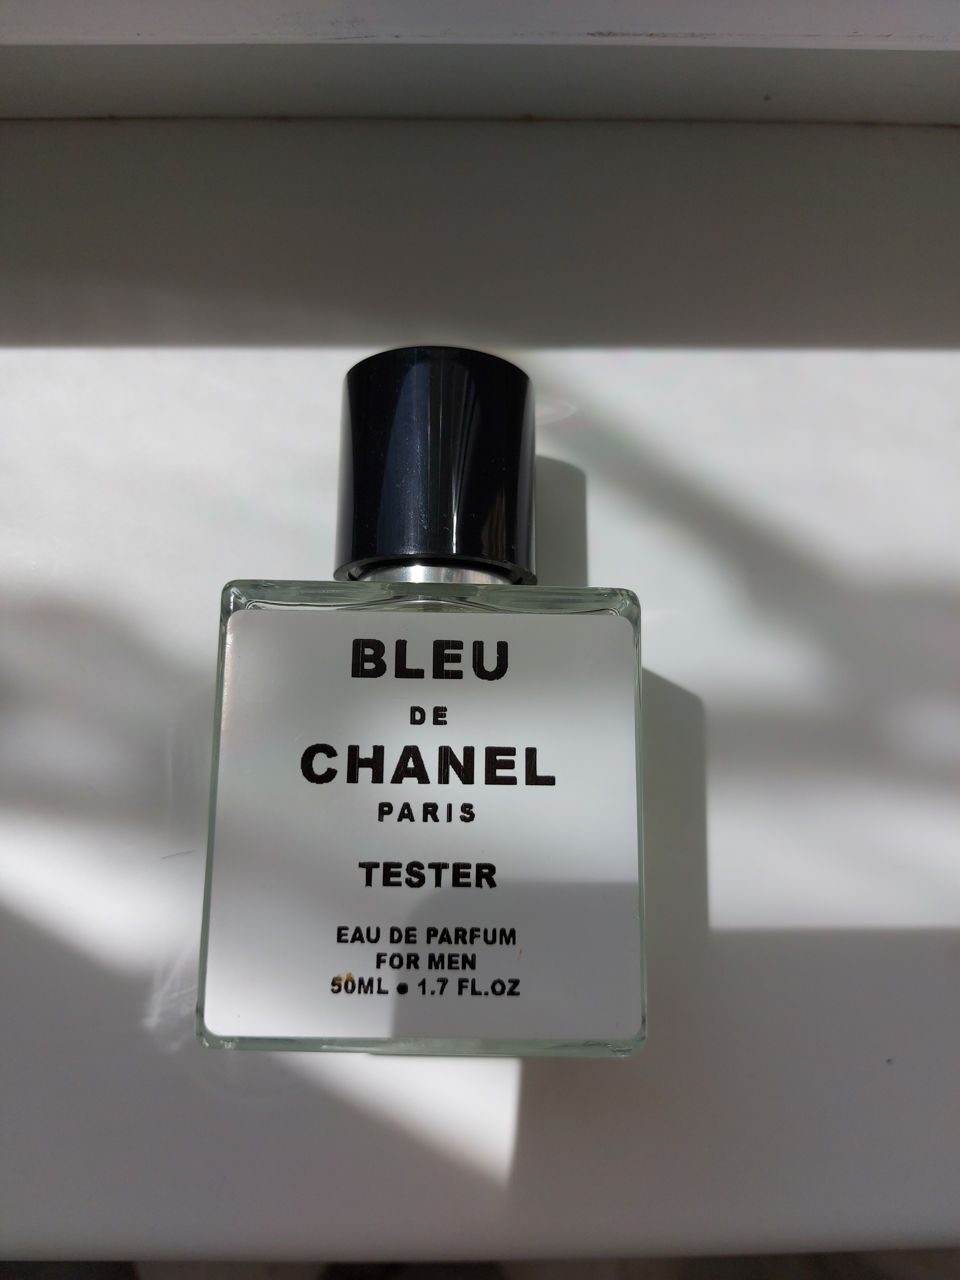 BLEU
DE
CHANEL
PARIS
TESTER
EAU DE PARFUM
FOR MEN
50ML • 1.7 FL.OZ